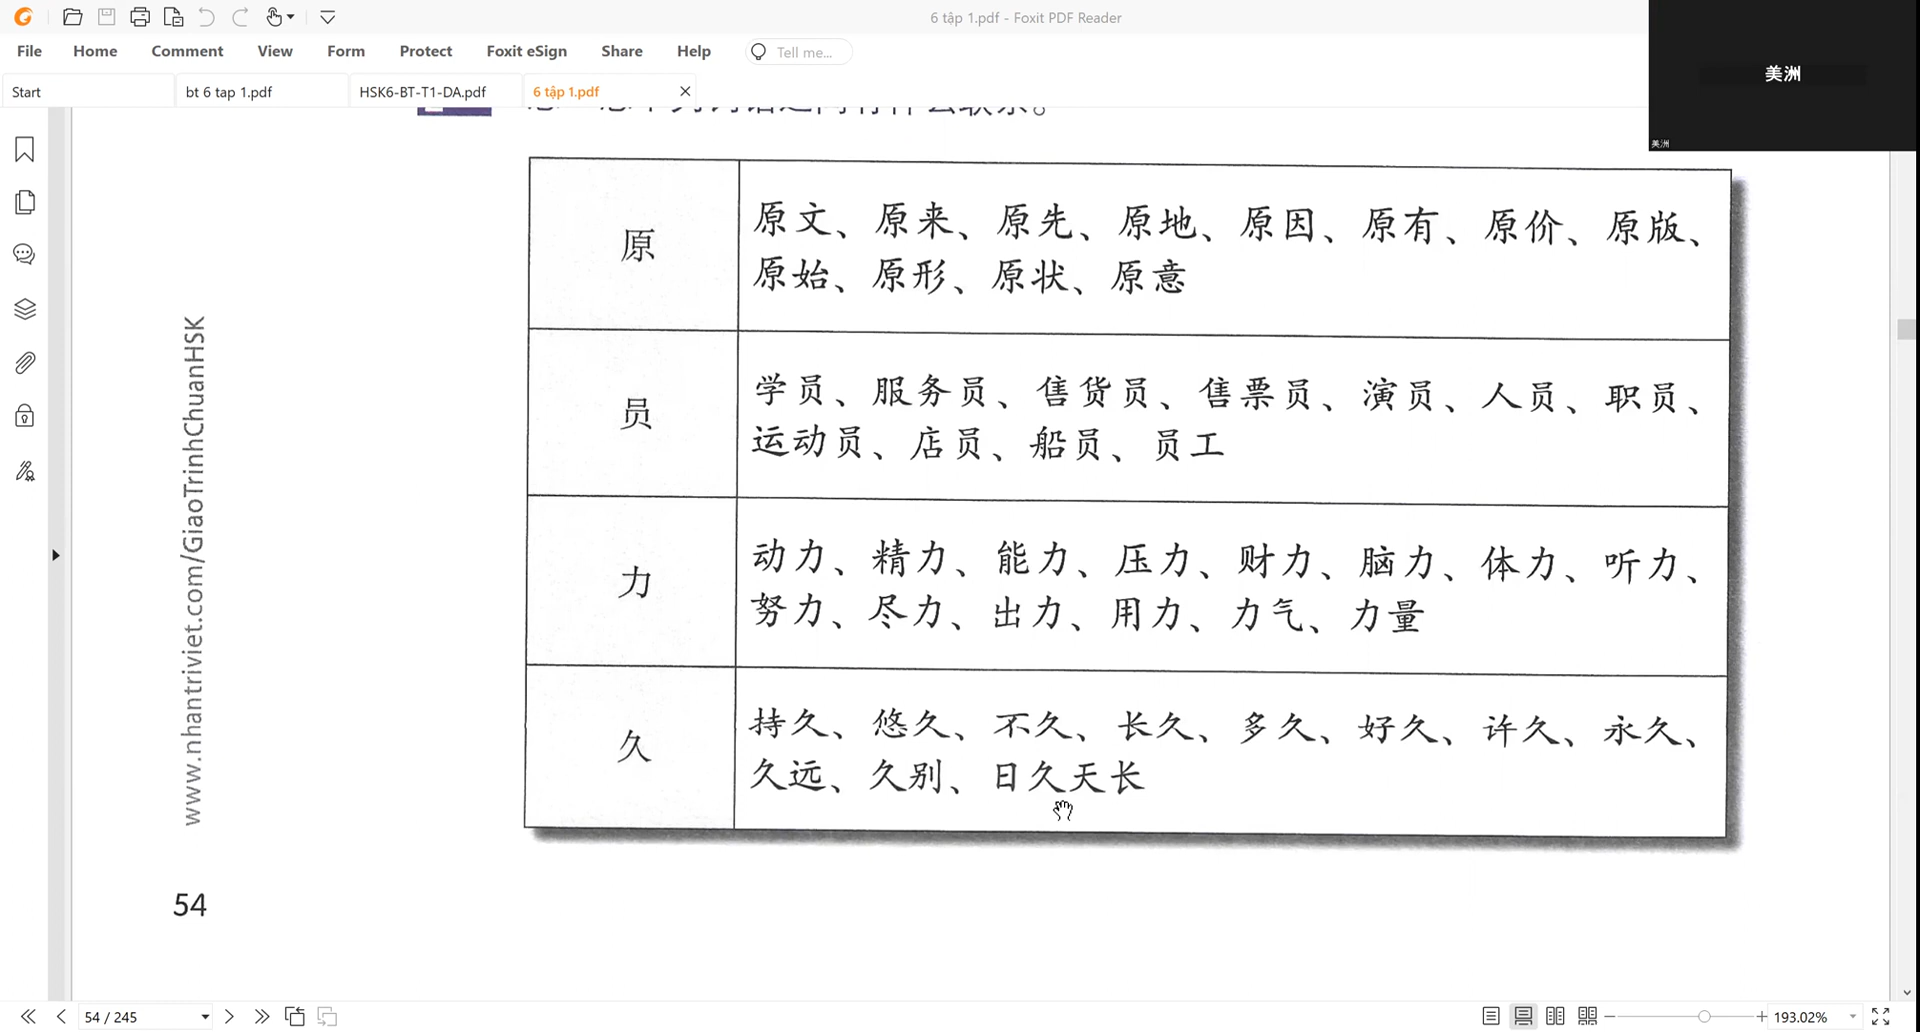 6 tập 1.pdf - Foxit PDF Reader
File Home Comment View Form Protect Foxit eSign Share Help Tell me...
美洲
Start bt 6 tap 1.pdf HSK6-BT-T1-DA.pdf 6 tập 1.pdf
美洲
原
原文、原来、原先、原地、原因、原有、原价、原版、
原始、原形、原状、原意
员
学员、服务员、售货员、售票员、演员、人员、职员、
运动员、店员、船员、员工
力
动力、精力、能力、压力、财力、脑力、体力、听力、
努力、尽力、出力、用力、力气、力量
久
持久、悠久、不久、长久、多久、好久、许久、永久、
久远、久别、日久天长
www.nhantriviet.com/GiaoTrinhChuanHSK
54
54 / 245
193.02%